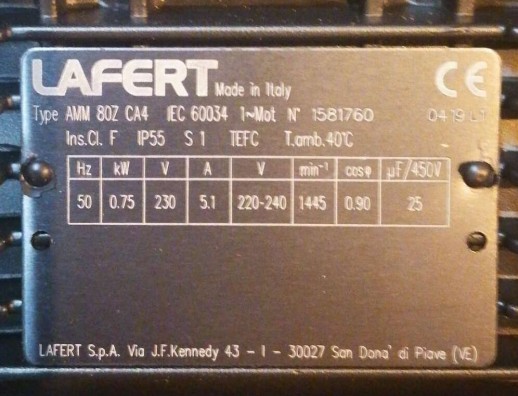 LAFERT Made in Italy CE
Type AMM 80Z CA4 IEC 60034 1~Mot N° 1581760 04-19 LT
Ins.Cl. F IP55 S 1 TEFC T.amb.40°C
Hz kW V A V min⁻¹ cosφ µF/450V
50 0.75 230 5.1 220-240 1445 0.90 25
LAFERT S.p.A. Via J.F.Kennedy 43 - I - 30027 San Dona' di Piave (VE)